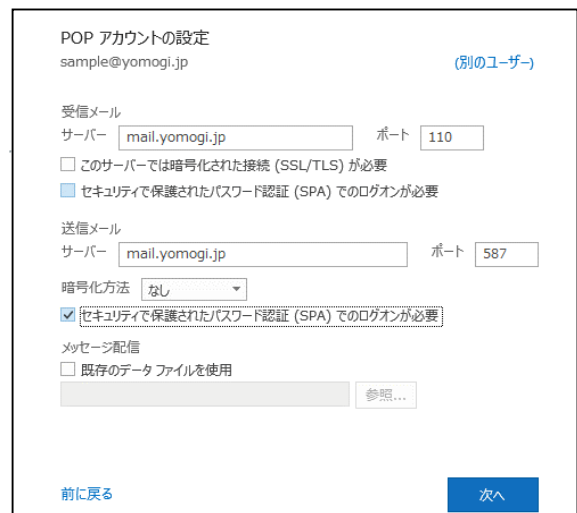 POP アカウントの設定
sample@yomogi.jp (別のユーザー)
受信メール
サーバー mail.yomogi.jp ポート 110
このサーバーでは暗号化された接続 (SSL/TLS) が必要
セキュリティで保護されたパスワード認証 (SPA) でのログオンが必要
送信メール
サーバー mail.yomogi.jp ポート 587
暗号化方法 なし
セキュリティで保護されたパスワード認証 (SPA) でのログオンが必要
メッセージ配信
既存のデータ ファイルを使用
参照...
前に戻る 次へ